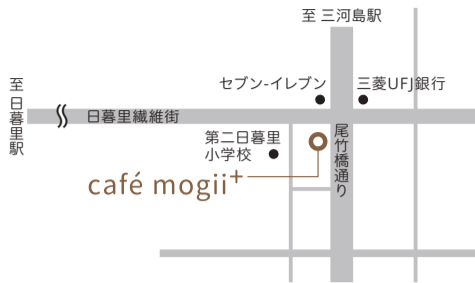 至 三河島駅
セブン-イレブン
三菱UFJ銀行
至 日暮里駅
日暮里繊維街
第二日暮里
小学校
尾竹橋通り
café mogii+